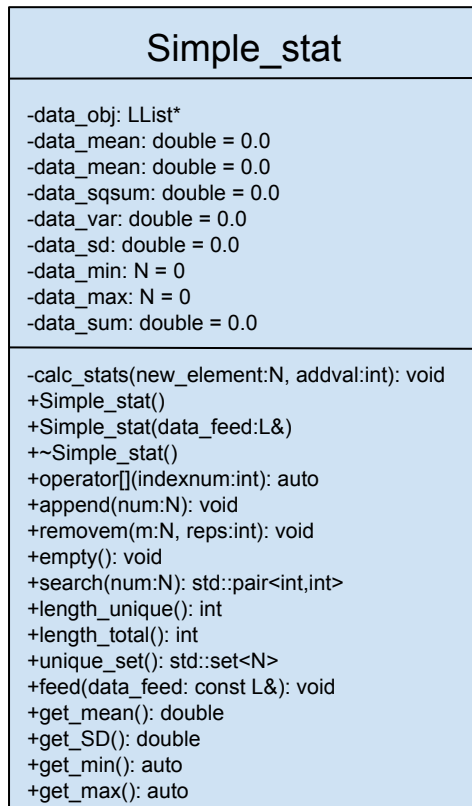 Simple_stat
-data_obj: LList*
-data_mean: double = 0.0
-data_mean: double = 0.0
-data_sqsum: double = 0.0
-data_var: double = 0.0
-data_sd: double = 0.0
-data_min: N = 0
-data_max: N = 0
-data_sum: double = 0.0
-calc_stats(new_element:N, addval:int): void
+Simple_stat()
+Simple_stat(data_feed:L&)
+~Simple_stat()
+operator[](indexnum:int): auto
+append(num:N): void
+removem(m:N, reps:int): void
+empty(): void
+search(num:N): std::pair<int,int>
+length_unique(): int
+length_total(): int
+unique_set(): std::set<N>
+feed(data_feed: const L&): void
+get_mean(): double
+get_SD(): double
+get_min(): auto
+get_max(): auto